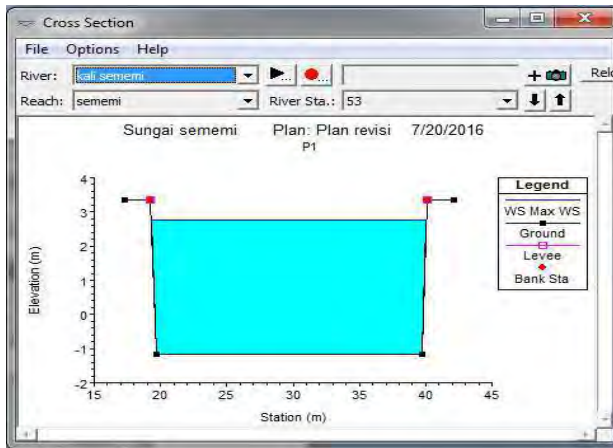 Cross Section
File Options Help
River: kali sememi
Reach: sememi River Sta.: 53
Sungai sememi Plan: Plan revisi 7/20/2016
P1
Elevation (m)
4
3
2
1
0
-1
-2
15 20 25 30 35 40 45
Station (m)
Legend
WS Max WS
Ground
Levee
Bank Sta